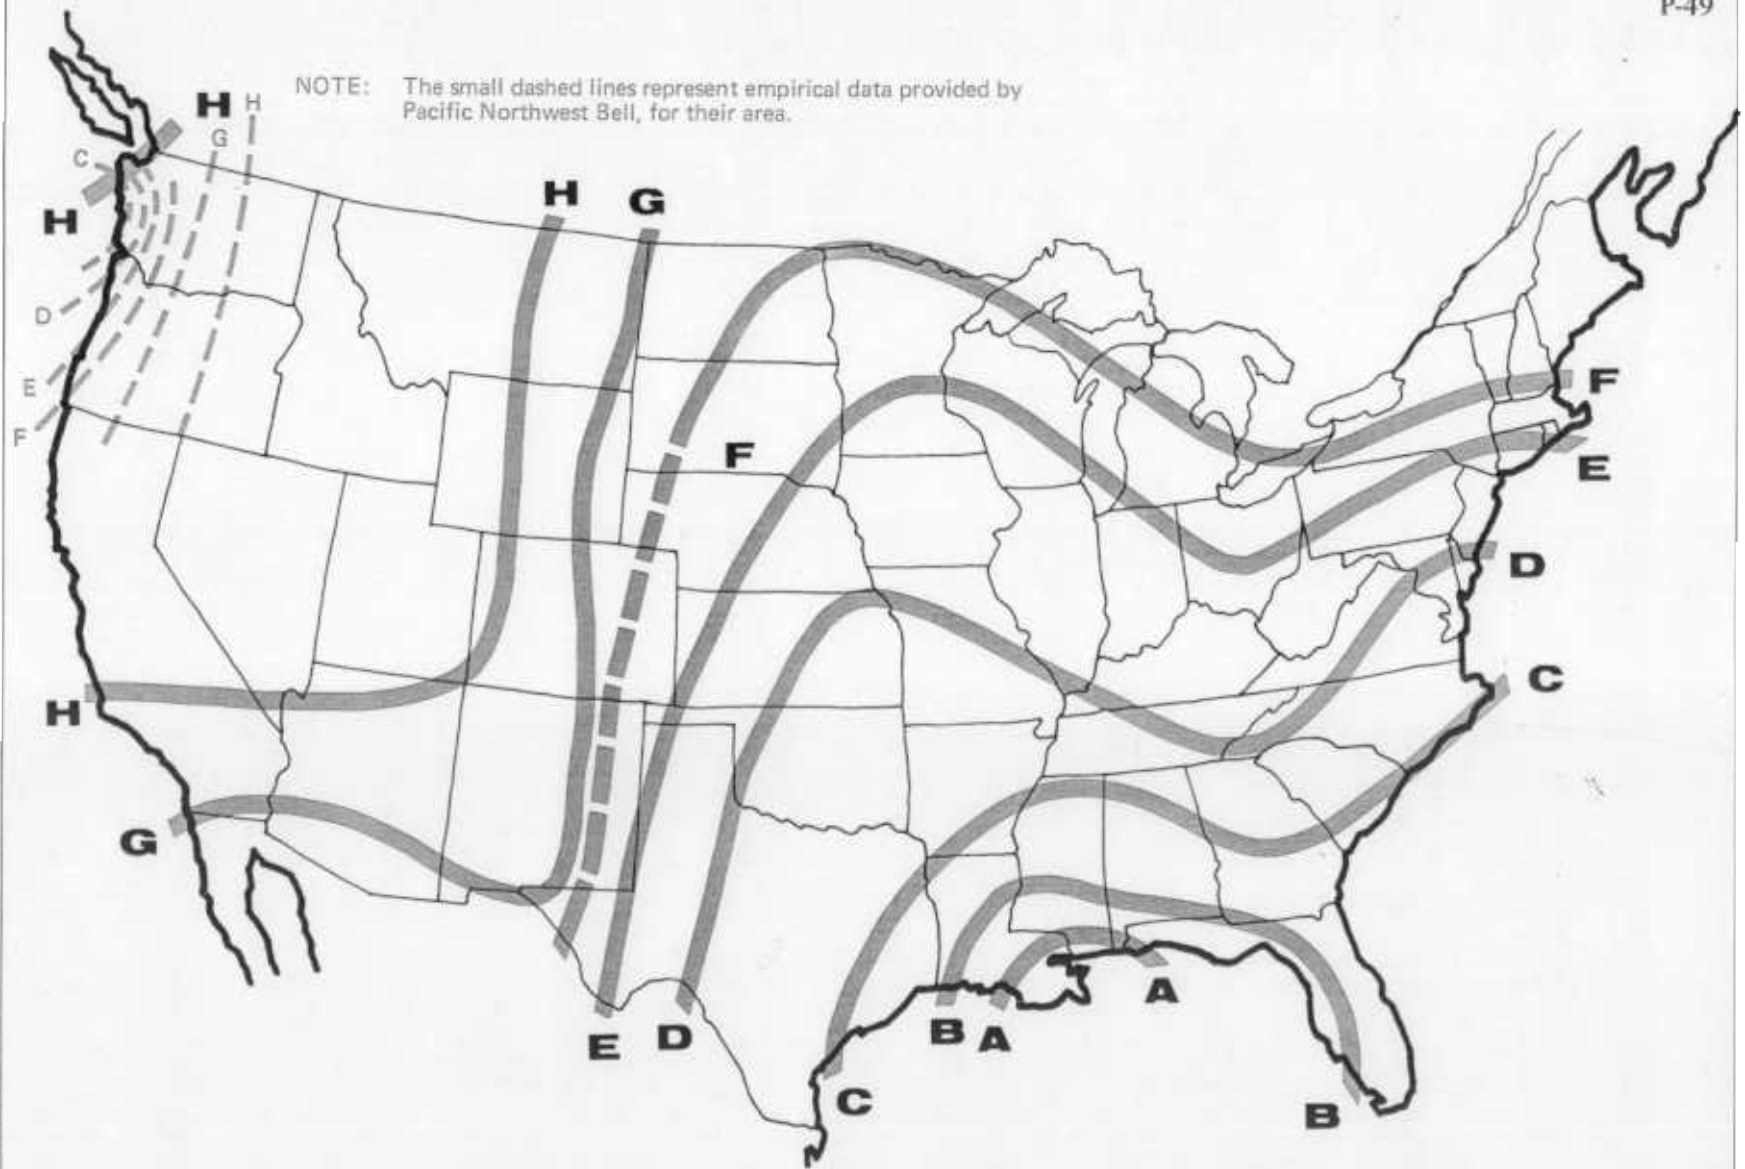 P-49
NOTE: The small dashed lines represent empirical data provided by
Pacific Northwest Bell, for their area.
H H
G
C
H
H G
D
E
F
F
F
E
D
C
H
G
A
B A
E D
C
B